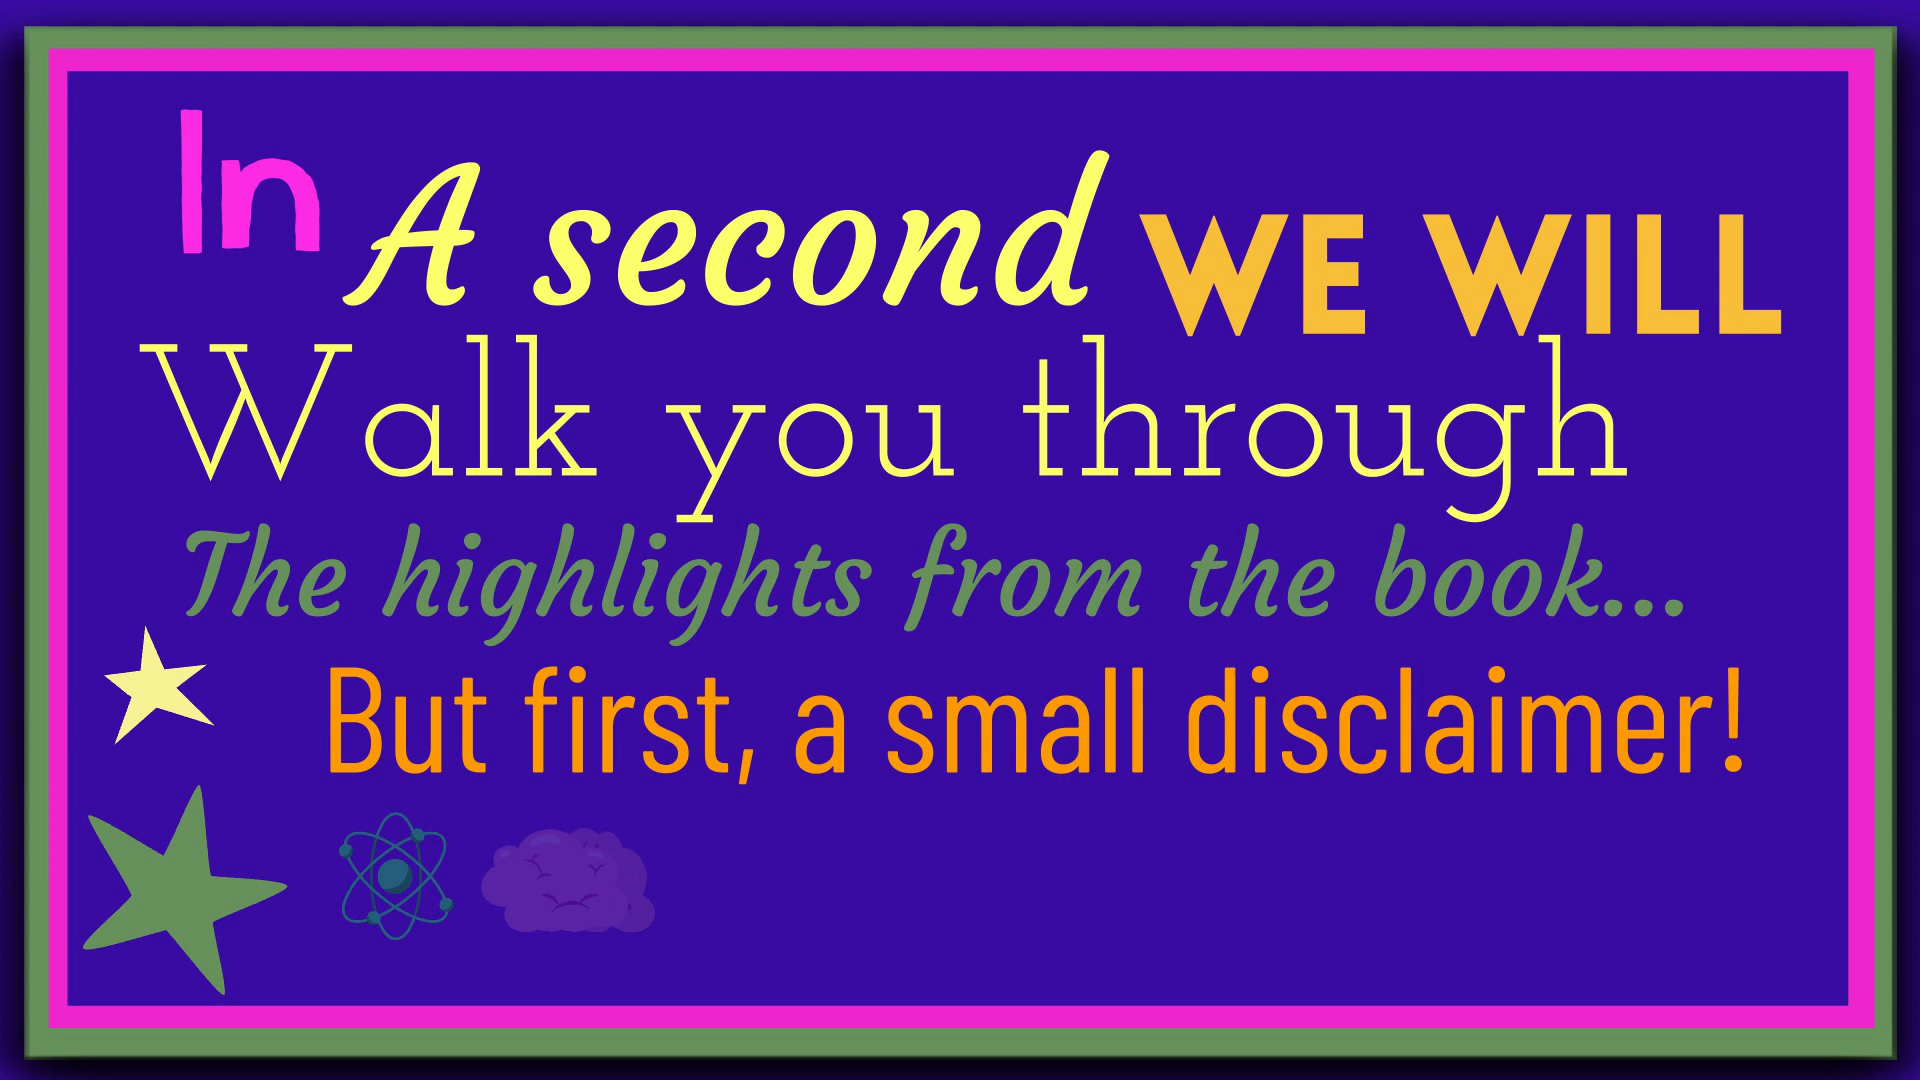 In A second WE WILL
Walk you through
The highlights from the book...
But first, a small disclaimer!